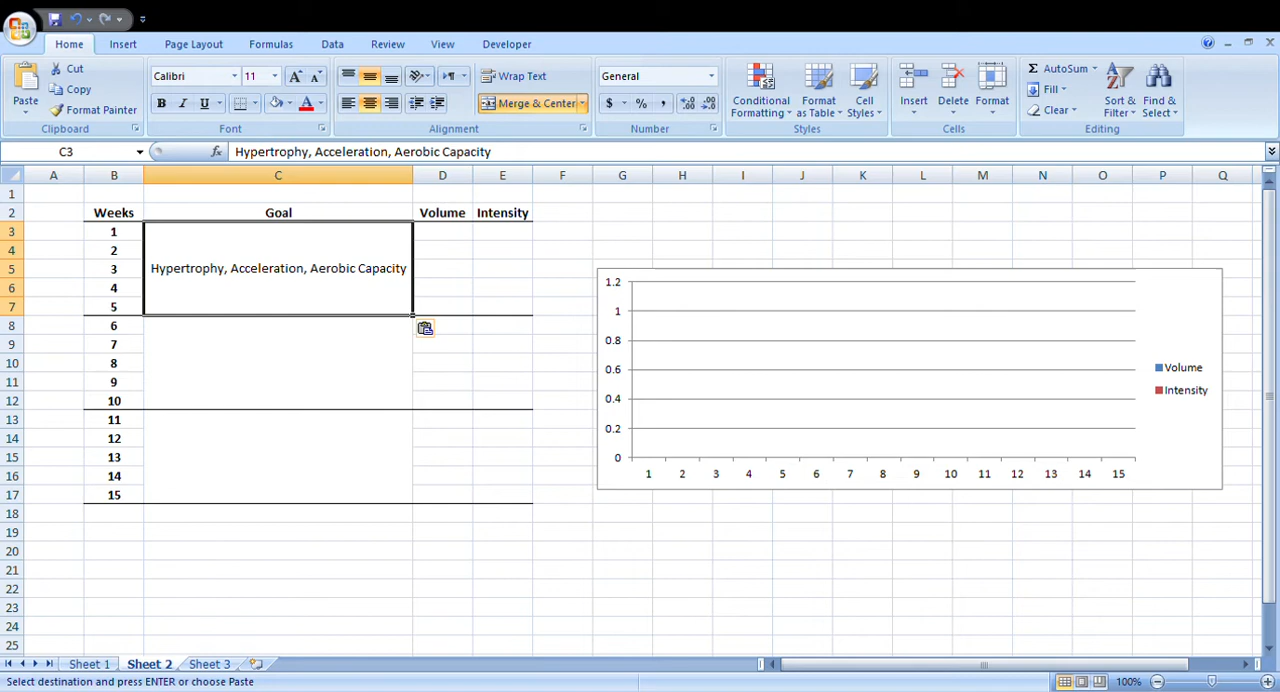 Home Insert Page Layout Formulas Data Review View Developer
Cut
Copy
Format Painter
Paste
Clipboard
Calibri 11
B I U
Font
Wrap Text
Merge & Center
Alignment
General
$ % ,
Number
Conditional Formatting
Format as Table
Cell Styles
Styles
Insert Delete Format
Cells
Σ AutoSum
Fill
Clear
Sort & Filter
Find & Select
Editing
C3 fx Hypertrophy, Acceleration, Aerobic Capacity
A B C D E F G H I J K L M N O P Q
1
2 Weeks Goal Volume Intensity
3 1
4 2
5 3 Hypertrophy, Acceleration, Aerobic Capacity
6 4
7 5
8 6
9 7
10 8
11 9
12 10
13 11
14 12
15 13
16 14
17 15
18
19
20
21
22
23
24
25
1.2
1
0.8
0.6
0.4
0.2
0
1 2 3 4 5 6 7 8 9 10 11 12 13 14 15
Volume
Intensity
Sheet 1 Sheet 2 Sheet 3
Select destination and press ENTER or choose Paste 100%